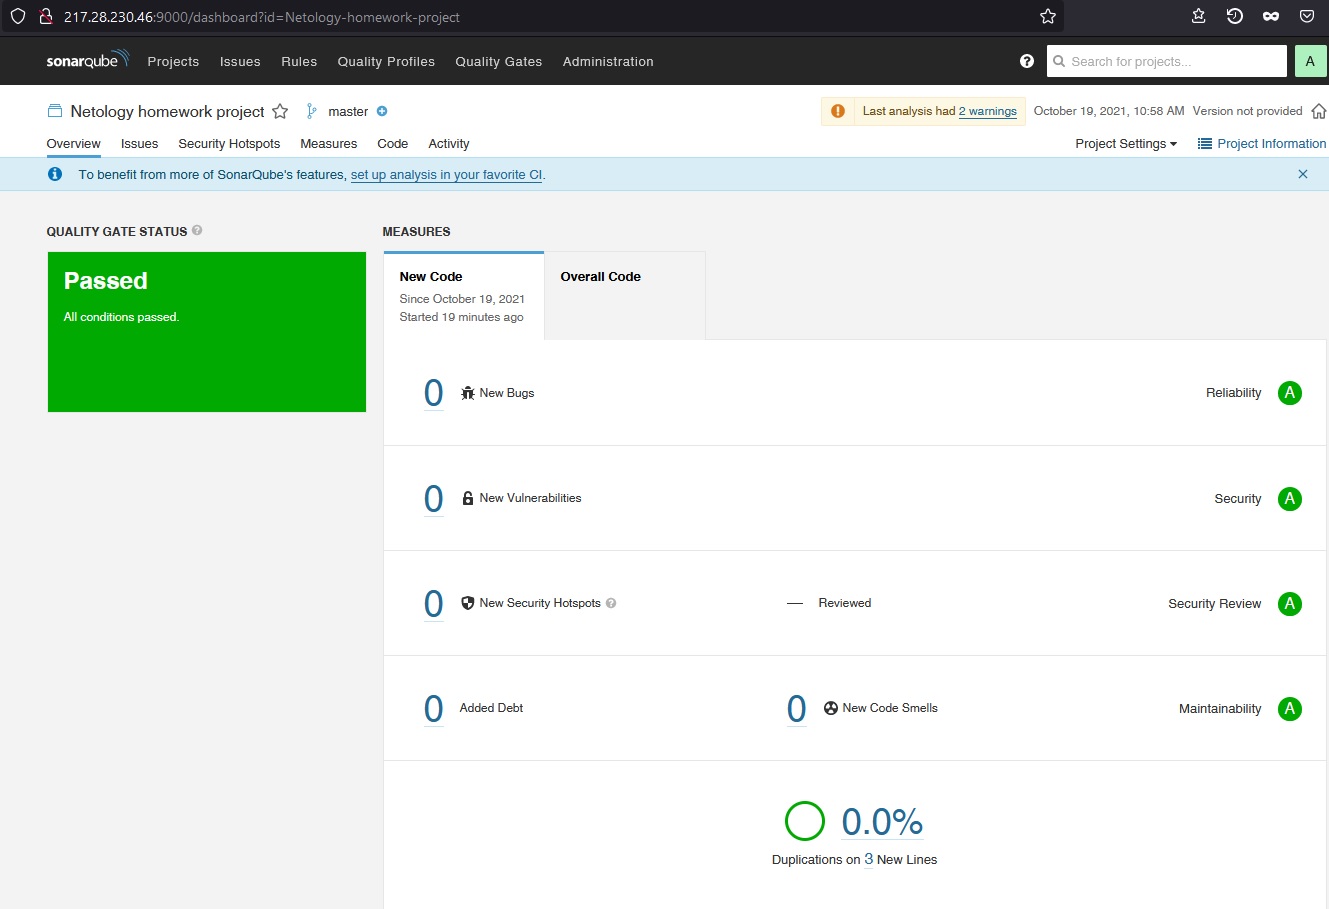 217.28.230.46:9000/dashboard?id=Netology-homework-project
sonarqube Projects Issues Rules Quality Profiles Quality Gates Administration ? Search for projects... A
Netology homework project master Last analysis had 2 warnings October 19, 2021, 10:58 AM Version not provided
Overview Issues Security Hotspots Measures Code Activity Project Settings Project Information
To benefit from more of SonarQube's features, set up analysis in your favorite CI.
QUALITY GATE STATUS ?
Passed
All conditions passed.
MEASURES
New Code
Since October 19, 2021
Started 19 minutes ago
Overall Code
0 New Bugs Reliability A
0 New Vulnerabilities Security A
0 New Security Hotspots ? — Reviewed Security Review A
0 Added Debt 0 New Code Smells Maintainability A
0.0%
Duplications on 3 New Lines